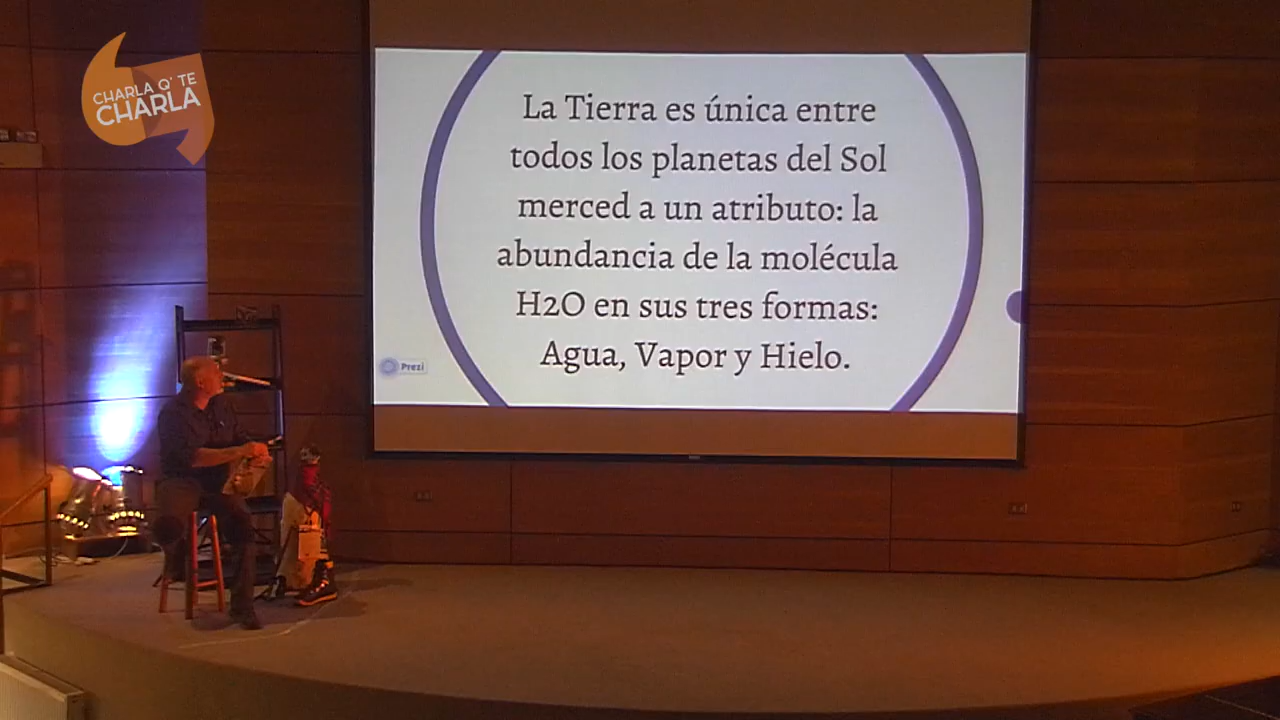 CHARLA Q' TE
CHARLA
La Tierra es única entre
todos los planetas del Sol
merced a un atributo: la
abundancia de la molécula
H2O en sus tres formas:
Agua, Vapor y Hielo.
Prezi